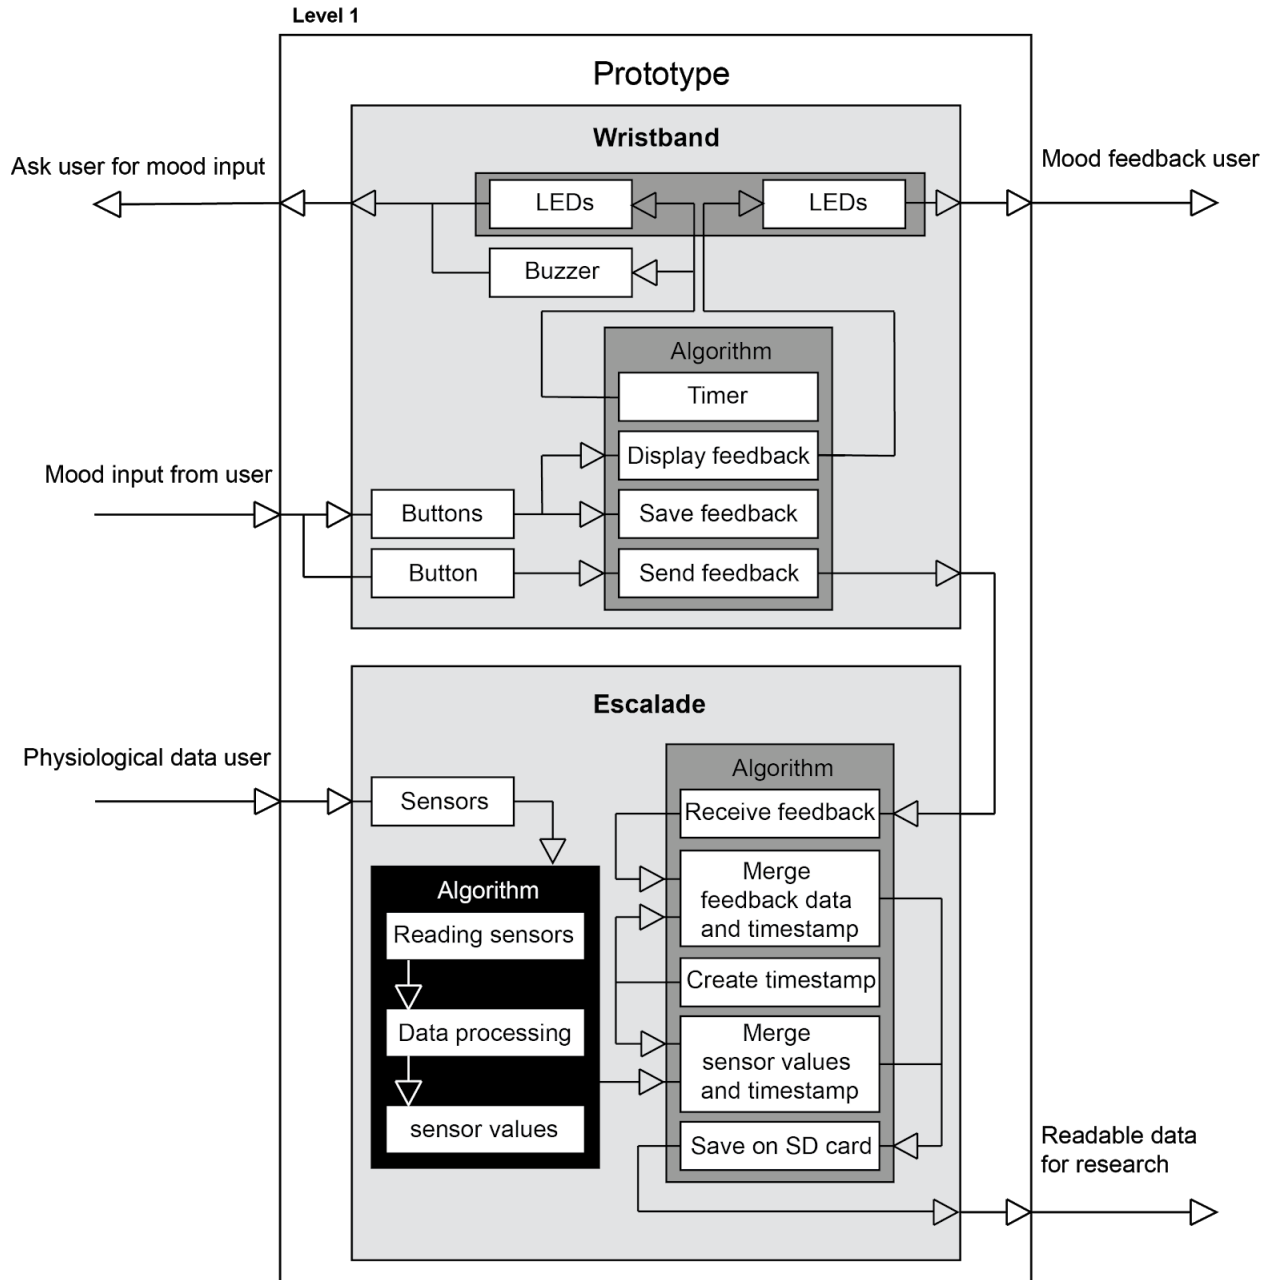 Level 1
Prototype
Wristband
Ask user for mood input
Mood feedback user
LEDs
LEDs
Buzzer
Algorithm
Timer
Display feedback
Mood input from user
Buttons
Save feedback
Button
Send feedback
Escalade
Physiological data user
Sensors
Algorithm
Receive feedback
Merge
feedback data
and timestamp
Create timestamp
Merge
sensor values
and timestamp
Save on SD card
Algorithm
Reading sensors
Data processing
sensor values
Readable data
for research